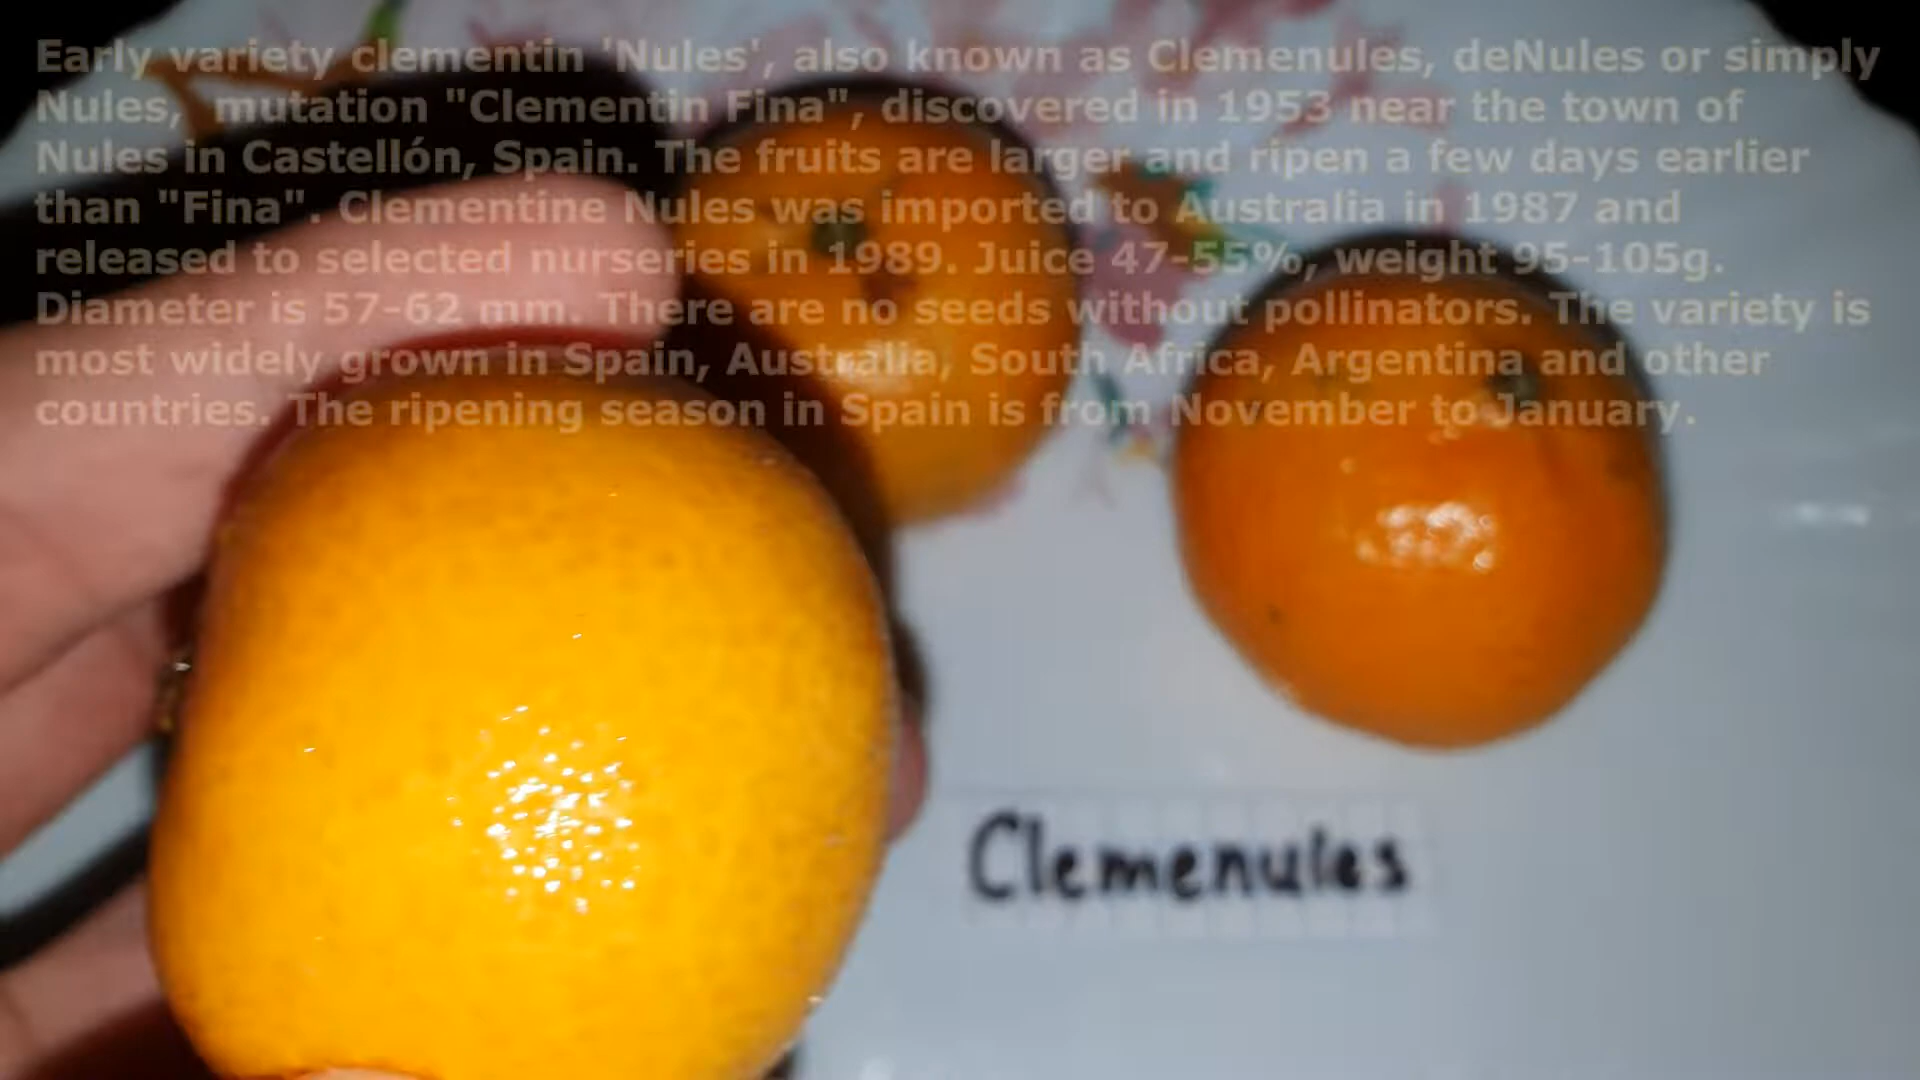 Early variety clementin 'Nules', also known as Clemenules, deNules or simply
Nules, mutation "Clementin Fina", discovered in 1953 near the town of
Nules in Castellón, Spain. The fruits are larger and ripen a few days earlier
than "Fina". Clementine Nules was imported to Australia in 1987 and
released to selected nurseries in 1989. Juice 47-55%, weight 95-105g.
Diameter is 57-62 mm. There are no seeds without pollinators. The variety is
most widely grown in Spain, Australia, South Africa, Argentina and other
countries. The ripening season in Spain is from November to January.
Clemenules